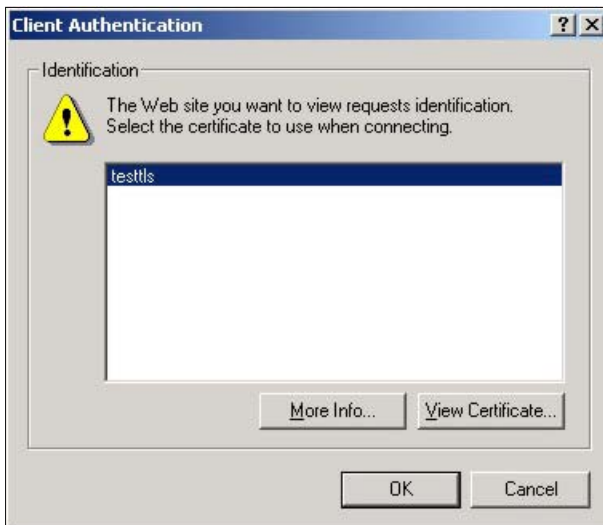 Client Authentication
Identification
The Web site you want to view requests identification.
Select the certificate to use when connecting.
testtls
More Info...
View Certificate...
OK
Cancel